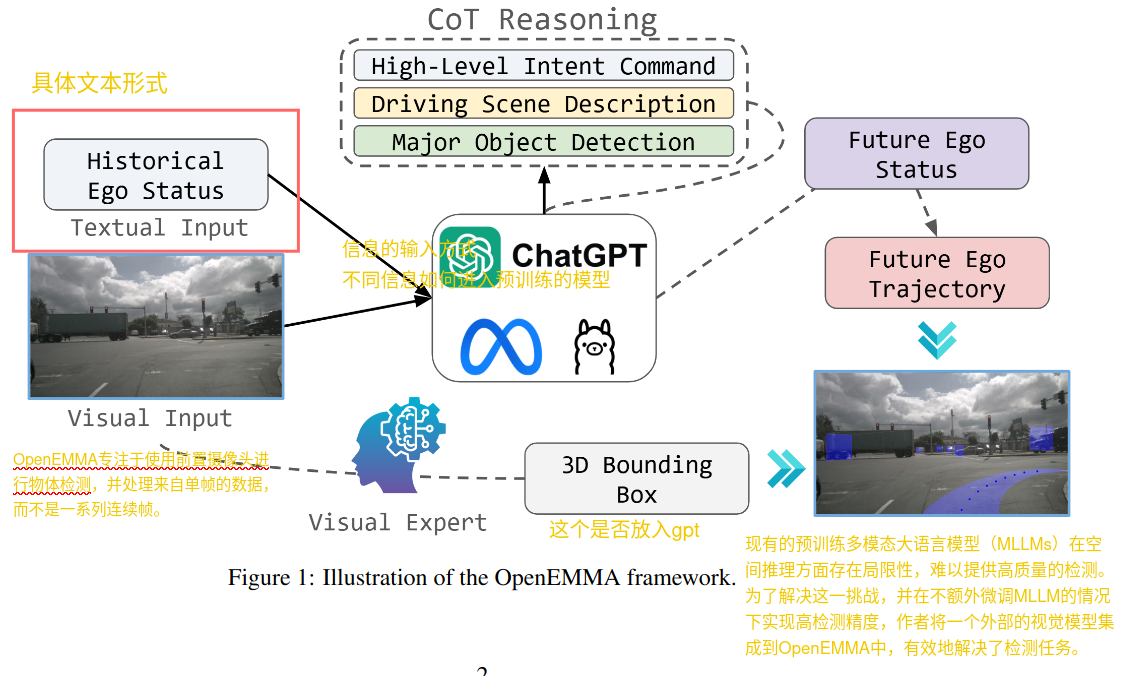 CoT Reasoning
High-Level Intent Command
Driving Scene Description
Major Object Detection
具体文本形式
Historical
Ego Status
Textual Input
信息的输入方式
不同信息如何进入预训练的模型
ChatGPT
Future Ego
Status
Future Ego
Trajectory
Visual Input
OpenEMMA专注于使用前置摄像头进
行物体检测，并处理来自单帧的数据，
而不是一系列连续帧。
Visual Expert
3D Bounding
Box
这个是否放入gpt
现有的预训练多模态大语言模型（MLLMs）在空
间推理方面存在局限性，难以提供高质量的检测。
为了解决这一挑战，并在不额外微调MLLM的情况
下实现高检测精度，作者将一个外部的视觉模型集
成到OpenEMMA中，有效地解决了检测任务。
Figure 1: Illustration of the OpenEMMA framework.
2